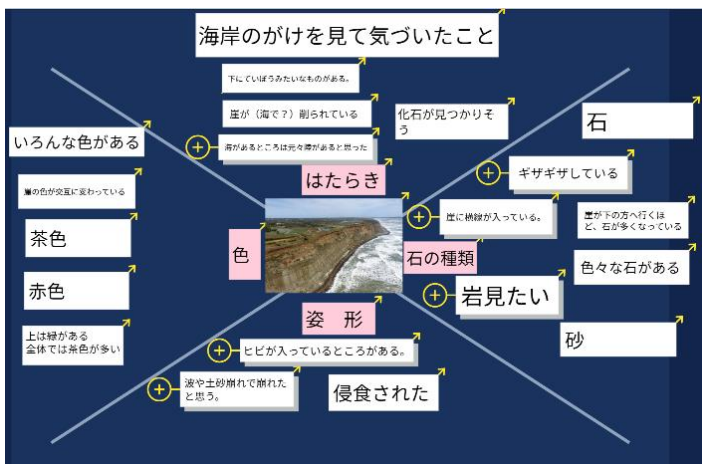 海岸のがけを見て気づいたこと
下にていぼうみたいなものがある。
崖が（海で？）削られている
海があるところは元々陸があると思った
はたらき
化石が見つかりそ
う
石
いろんな色がある
崖の色が交互に変わっている
茶色
赤色
上は緑がある
全体では茶色が多い
色
ギザギザしている
崖に横線が入っている。
崖が下の方へ行くほ
ど、石が多くなっている
石の種類
色々な石がある
岩見たい
砂
姿 形
ヒビが入っているところがある。
波や土砂崩れで崩れた
と思う。
侵食された